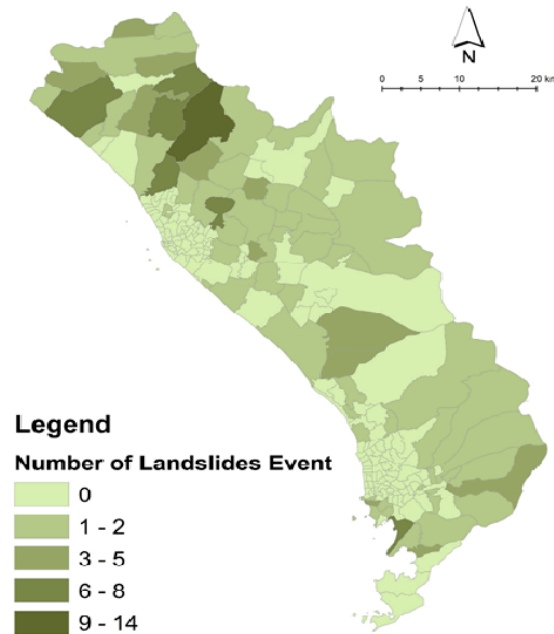 N
0 5 10 20 km
Legend
Number of Landslides Event
0
1 - 2
3 - 5
6 - 8
9 - 14